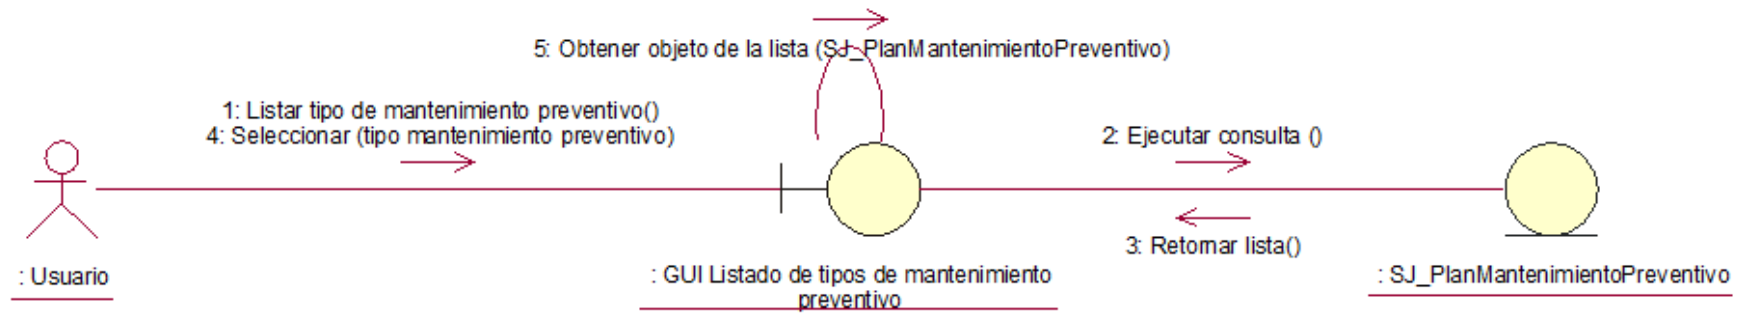 5: Obtener objeto de la lista (SJ_PlanMantenimientoPreventivo)
1: Listar tipo de mantenimiento preventivo()
4: Seleccionar (tipo mantenimiento preventivo)
2: Ejecutar consulta ()
3: Retornar lista()
: Usuario
: GUI Listado de tipos de mantenimiento
preventivo
: SJ_PlanMantenimientoPreventivo